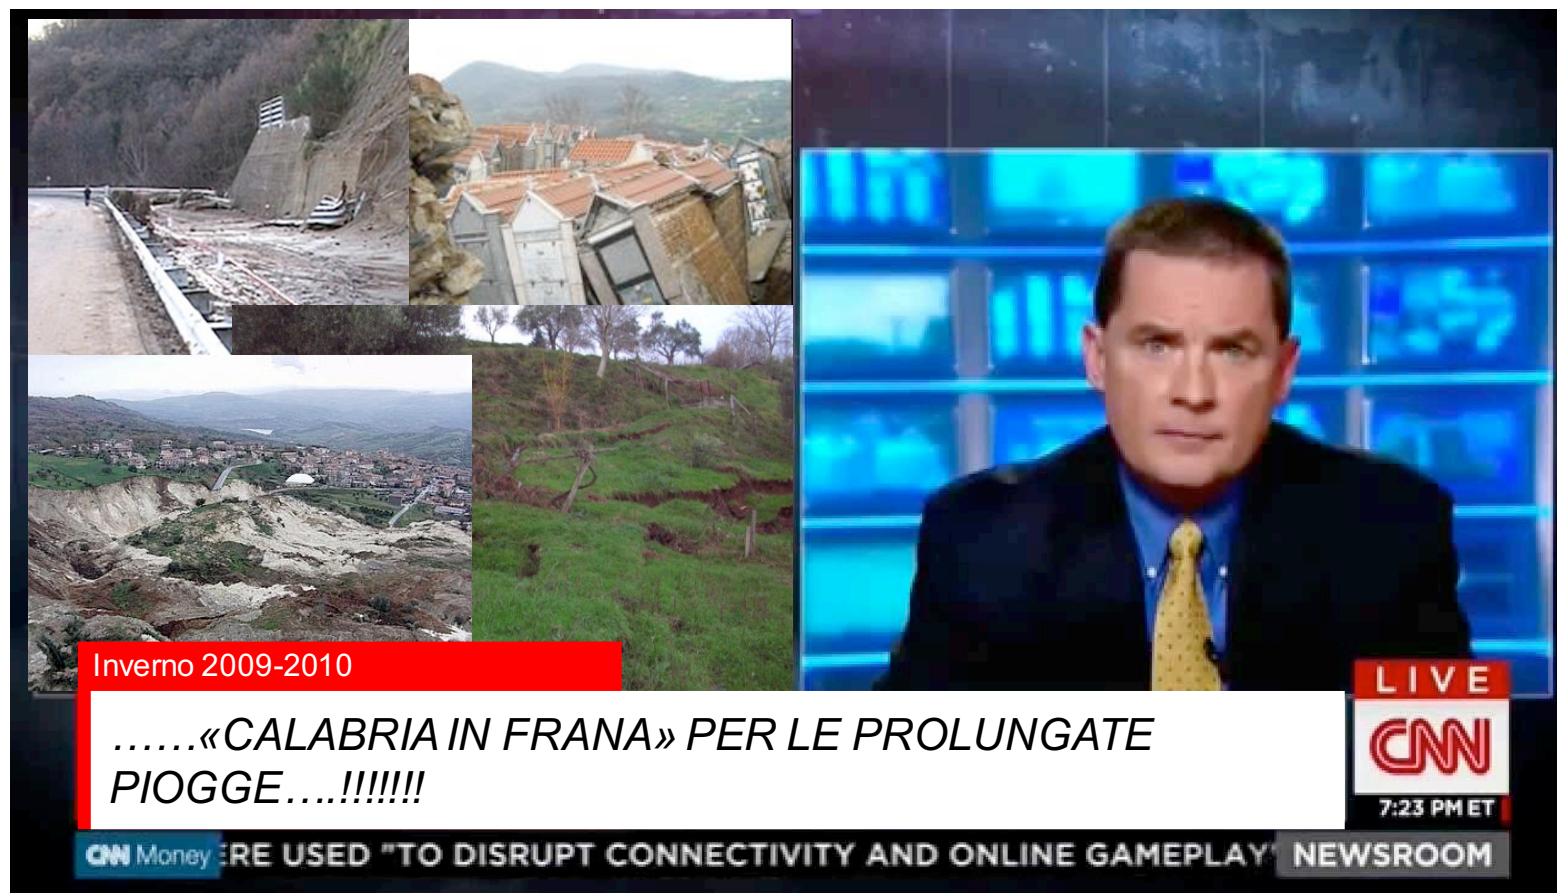 Inverno 2009-2010
……«CALABRIA IN FRANA» PER LE PROLUNGATE
PIOGGE….!!!!!!!
LIVE
CNN
7:23 PM ET
CNN Money ERE USED "TO DISRUPT CONNECTIVITY AND ONLINE GAMEPLAY" NEWSROOM